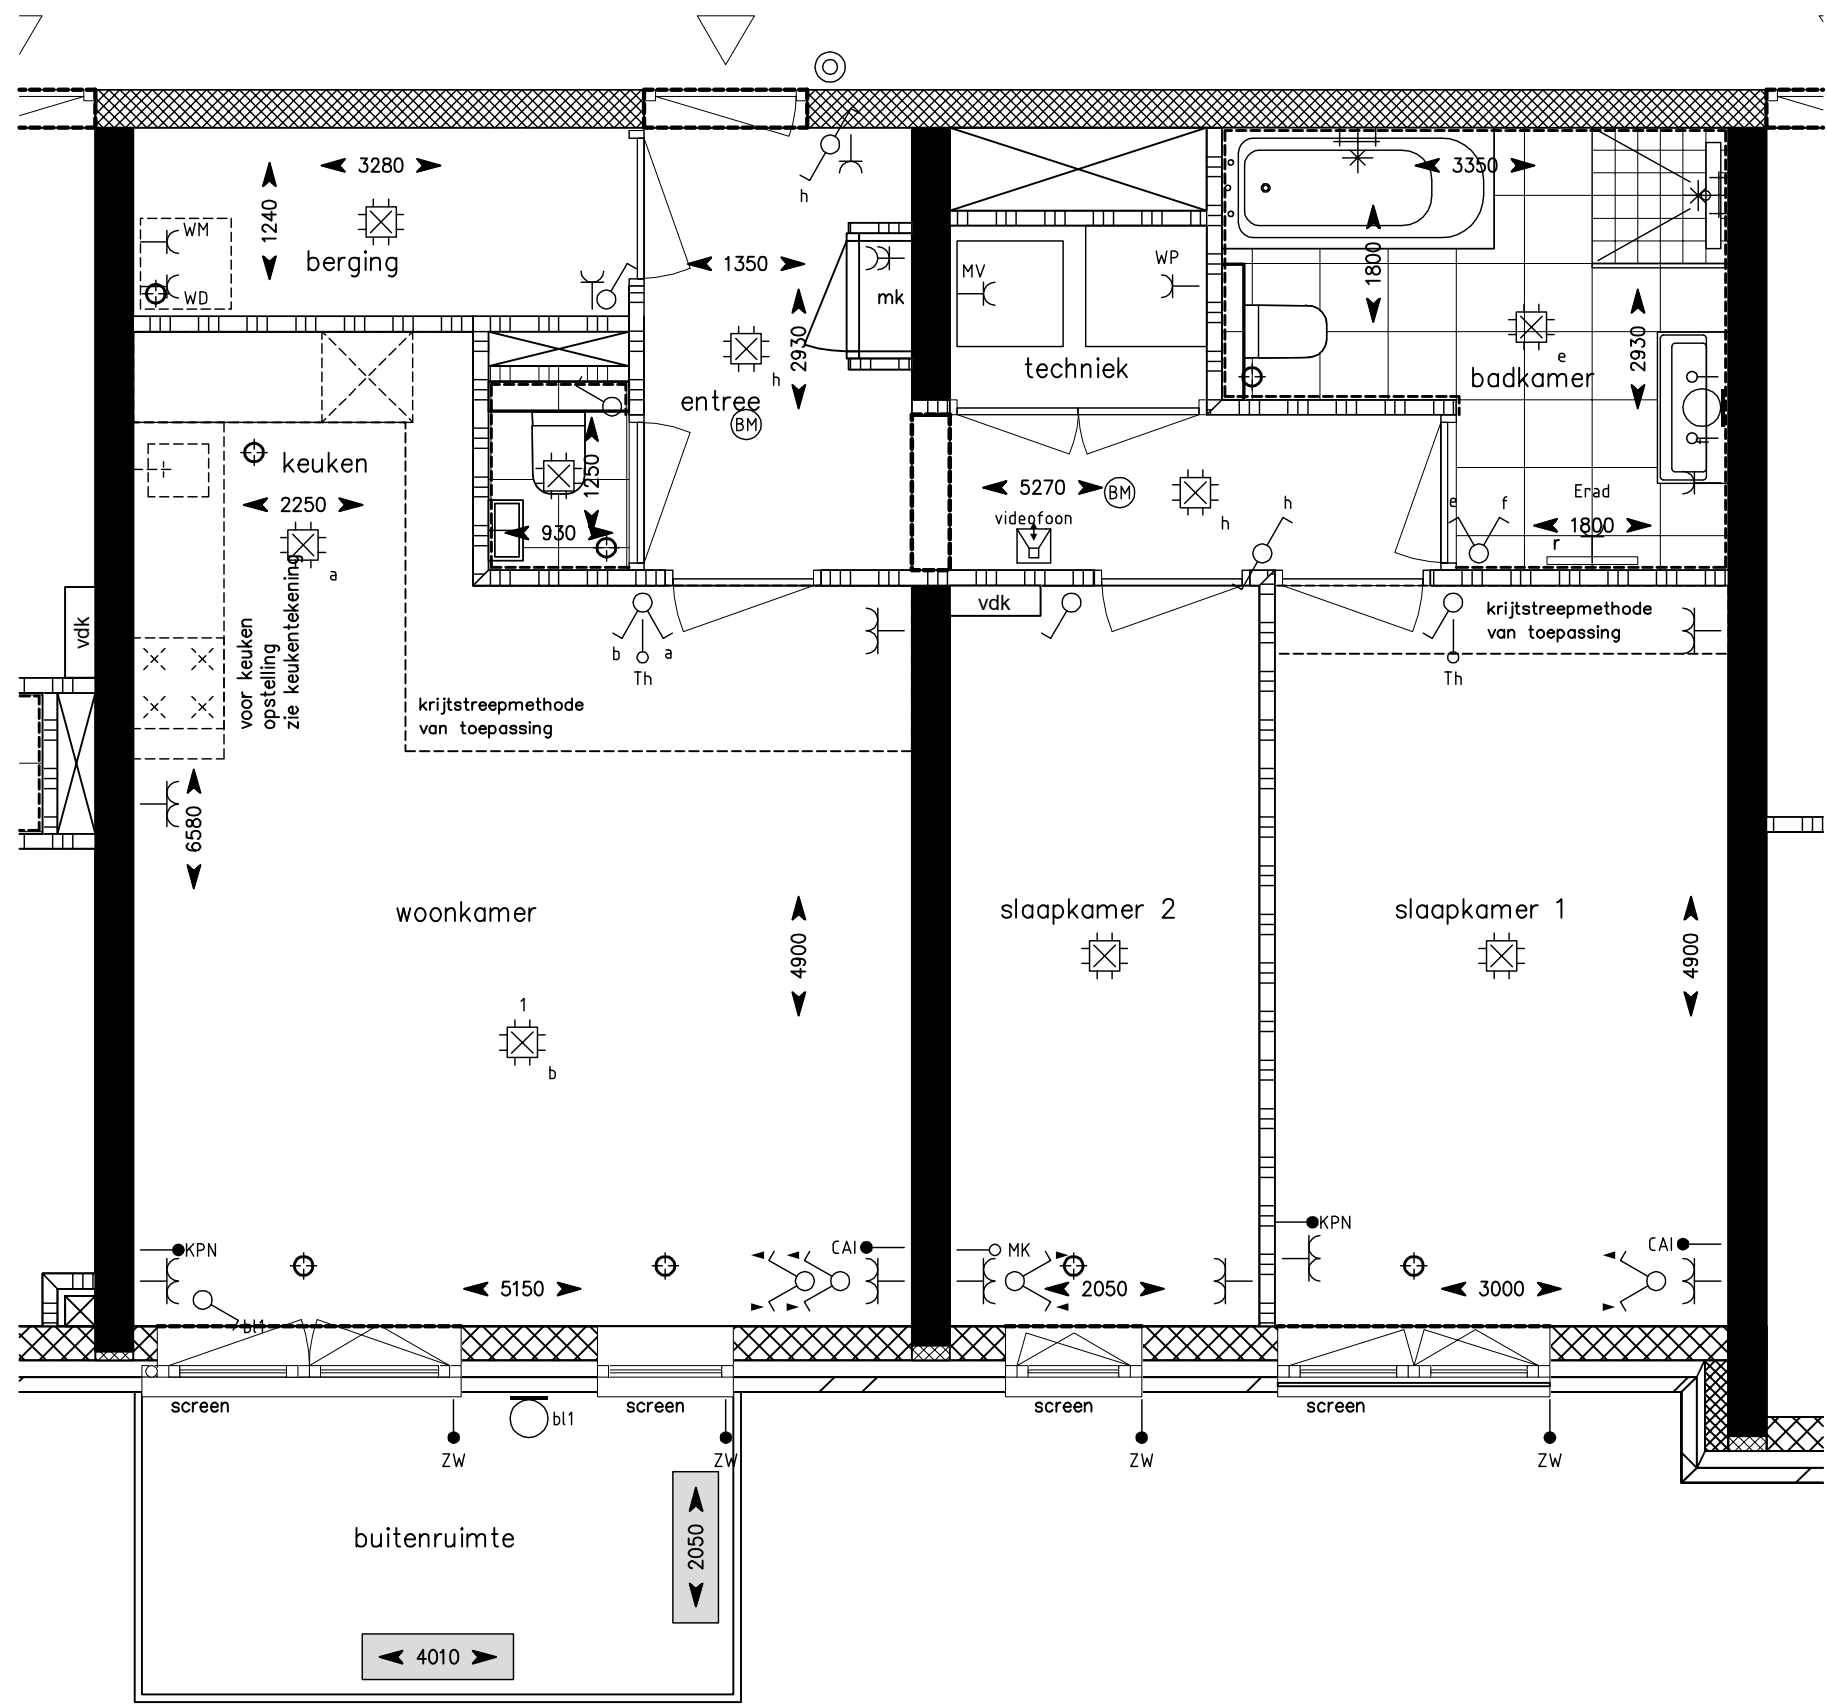 3280
3350
h
1240
WM
berging
1350
1800
WD
MV
WP
mk
2930
h
techniek
e
2930
badkamer
entree
BM
keuken
2250
1250
930
a
5270
BM
h
h
videofoon
e
f
Erad
1800
r
vdk
voor keuken
opstelling
zie keukentekening
b
a
Th
vdk
Th
krijtstreepmethode
van toepassing
krijtstreepmethode
van toepassing
6580
woonkamer
4900
slaapkamer 2
slaapkamer 1
4900
1
b
KPN
CAI
MK
KPN
CAI
5150
2050
3000
bl1
screen
bl1
screen
screen
screen
ZW
ZW
ZW
ZW
buitenruimte
2050
4010